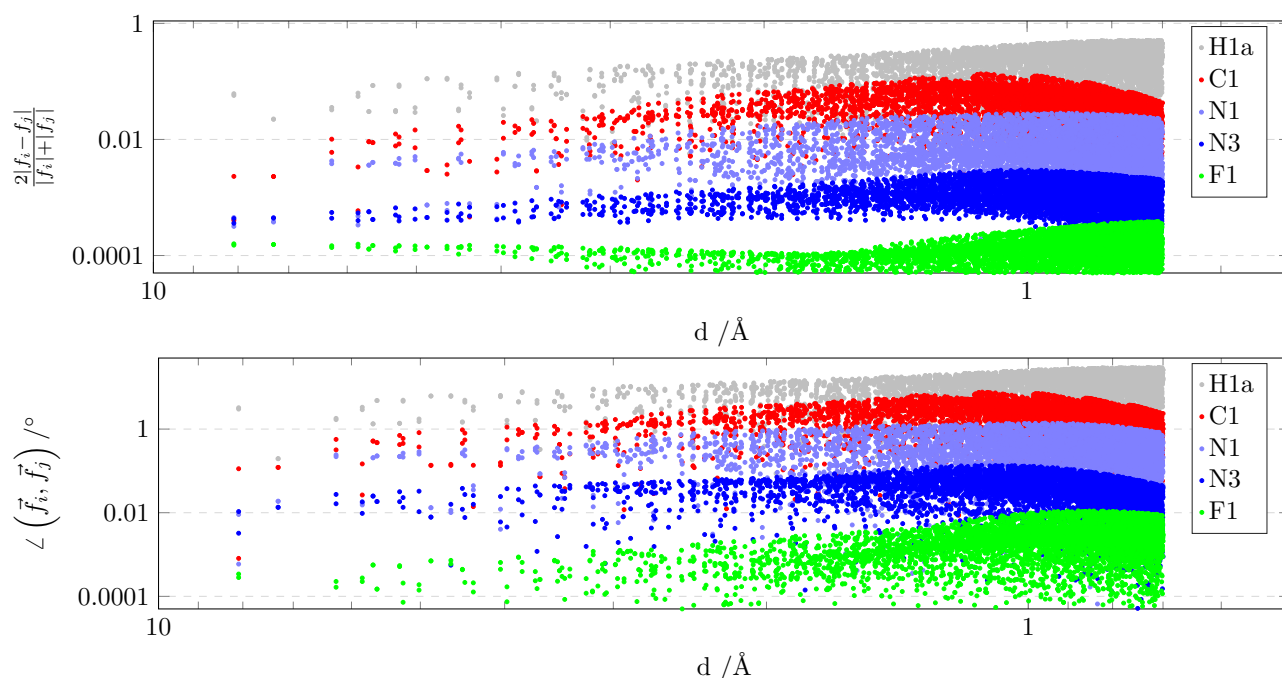 1
0.01
0.0001
2|f_i−f_j| / |f_i|+|f_j|
10
1
d /Å
H1a
C1
N1
N3
F1
1
0.01
0.0001
∠ (f⃗_i, f⃗_j) /°
10
1
d /Å
H1a
C1
N1
N3
F1